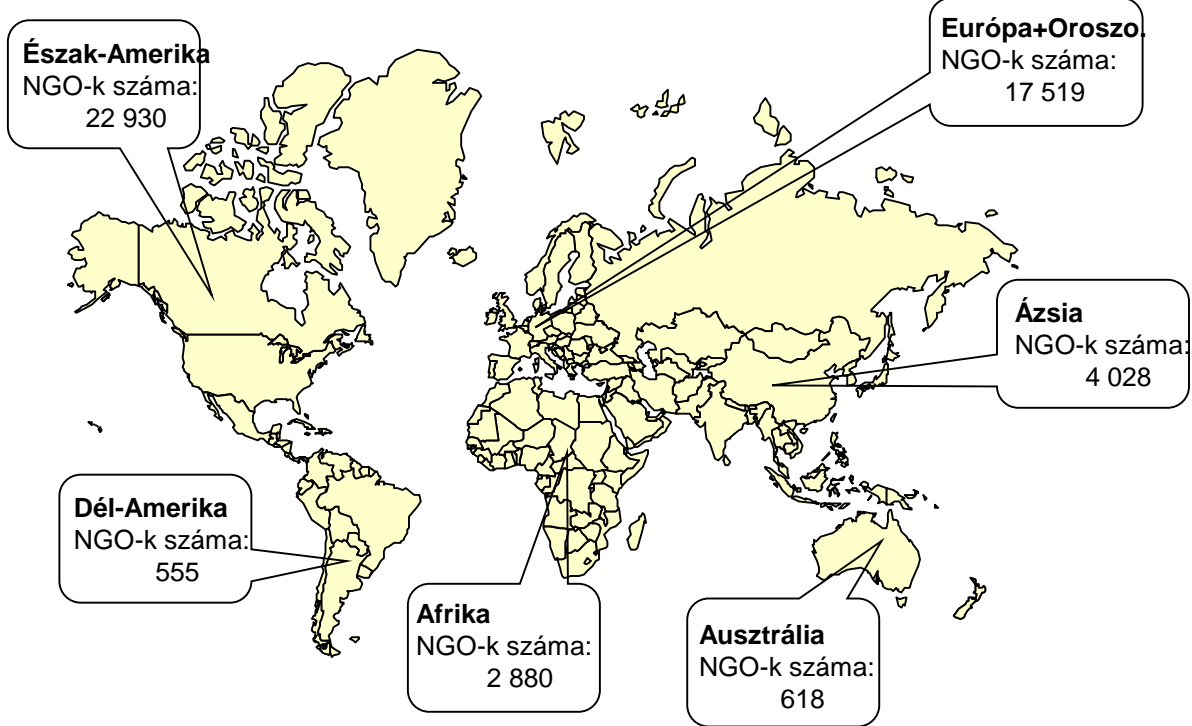 Észak-Amerika
NGO-k száma:
22 930
Európa+Oroszo.
NGO-k száma:
17 519
Ázsia
NGO-k száma:
4 028
Dél-Amerika
NGO-k száma:
555
Afrika
NGO-k száma:
2 880
Ausztrália
NGO-k száma:
618